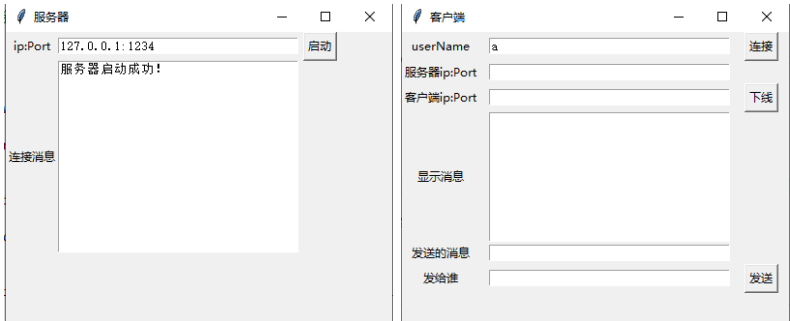 服务器
ip:Port 127.0.0.1:1234 启动
服务器启动成功!
连接消息
客户端
userName a 连接
服务器ip:Port
客户端ip:Port 下线
显示消息
发送的消息
发给谁 发送